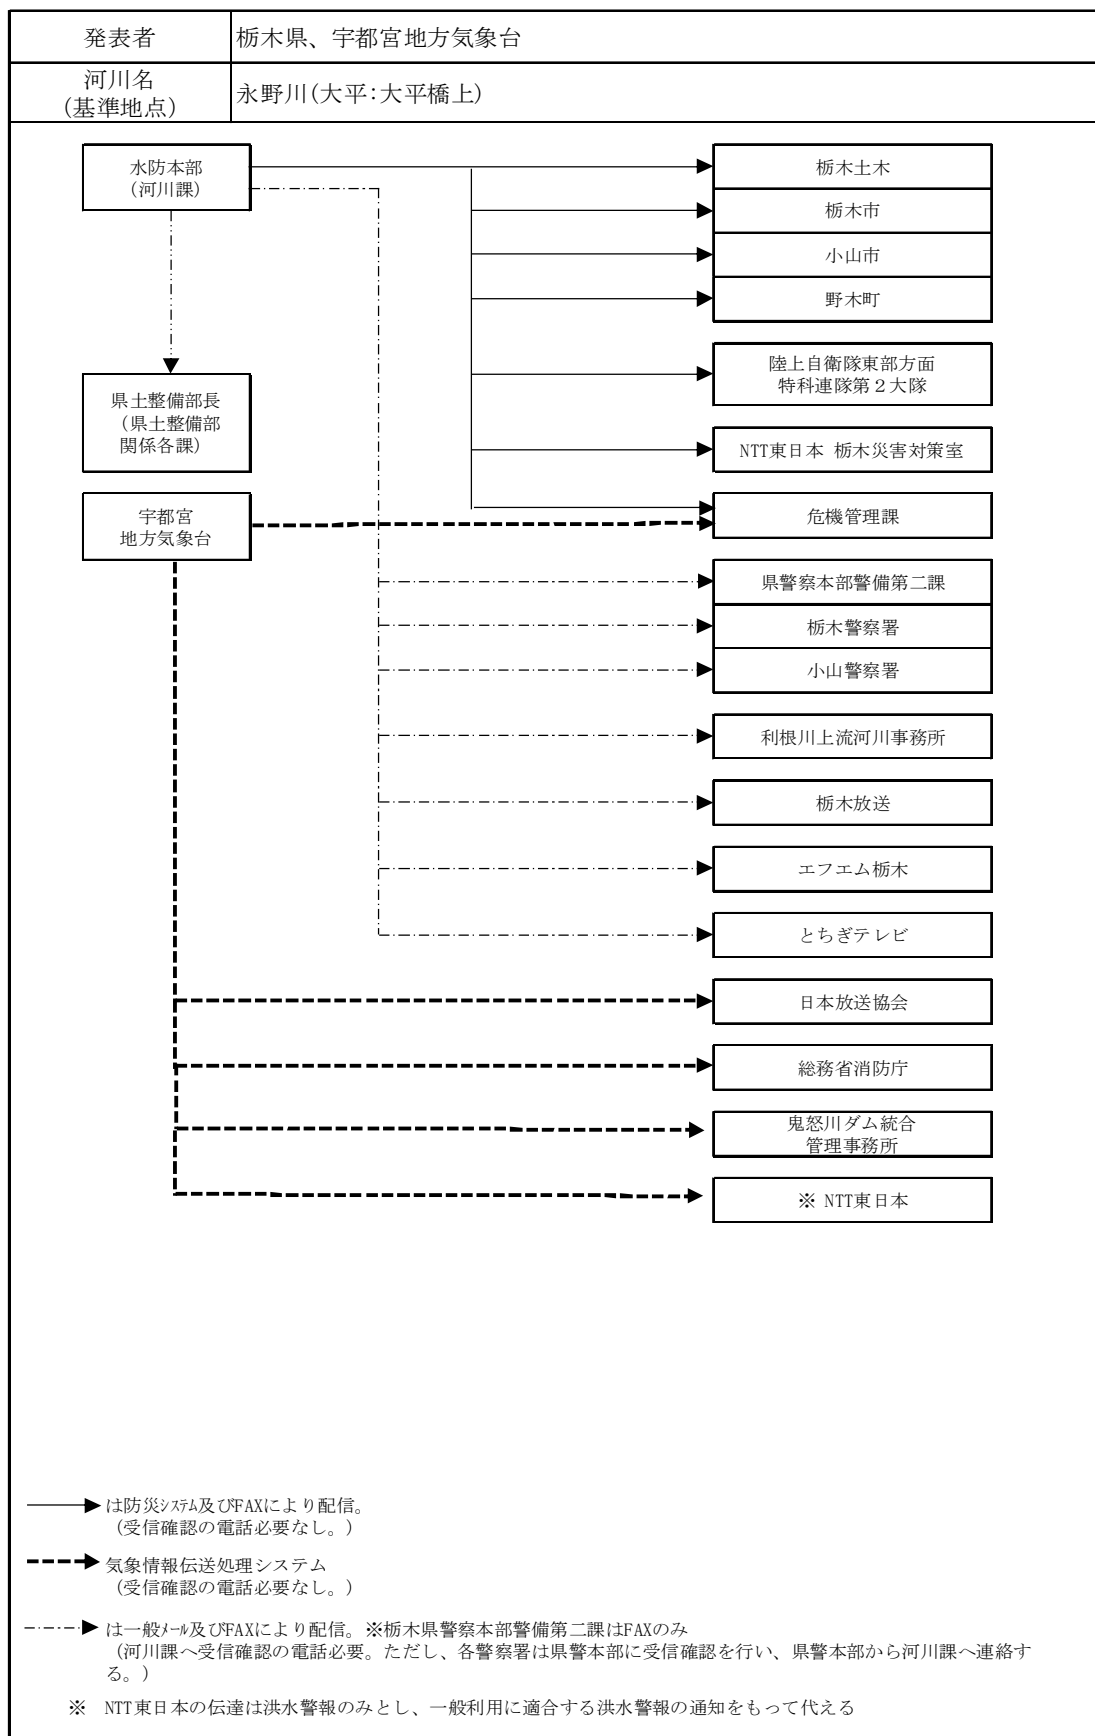 発表者
栃木県、宇都宮地方気象台
河川名
(基準地点)
永野川(大平:大平橋上)
水防本部
(河川課)
栃木土木
栃木市
小山市
野木町
陸上自衛隊東部方面
特科連隊第2大隊
県土整備部長
(県土整備部
関係各課)
NTT東日本 栃木災害対策室
宇都宮
地方気象台
危機管理課
県警察本部警備第二課
栃木警察署
小山警察署
利根川上流河川事務所
栃木放送
エフエム栃木
とちぎテレビ
日本放送協会
総務省消防庁
鬼怒川ダム統合
管理事務所
※ NTT東日本
は防災ｼｽﾃﾑ及びFAXにより配信。
(受信確認の電話必要なし。)
気象情報伝送処理システム
(受信確認の電話必要なし。)
は一般ﾒｰﾙ及びFAXにより配信。※栃木県警察本部警備第二課はFAXのみ
(河川課へ受信確認の電話必要。ただし、各警察署は県警本部に受信確認を行い、県警本部から河川課へ連絡す
る。)
※ NTT東日本の伝達は洪水警報のみとし、一般利用に適合する洪水警報の通知をもって代える